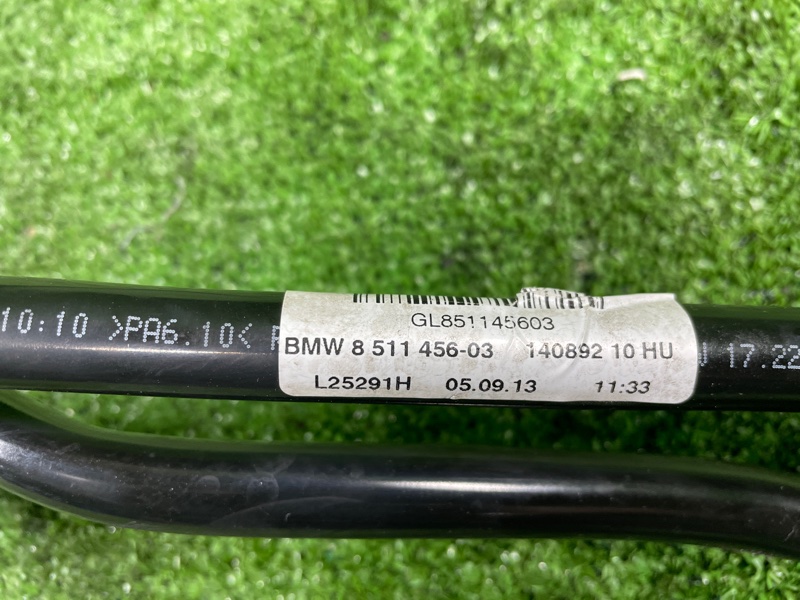 GL851145603
10:10 >PA6.10<
BMW 8 511 456-03 140892 10 HU
17.22
L25291H 05.09.13 11:33